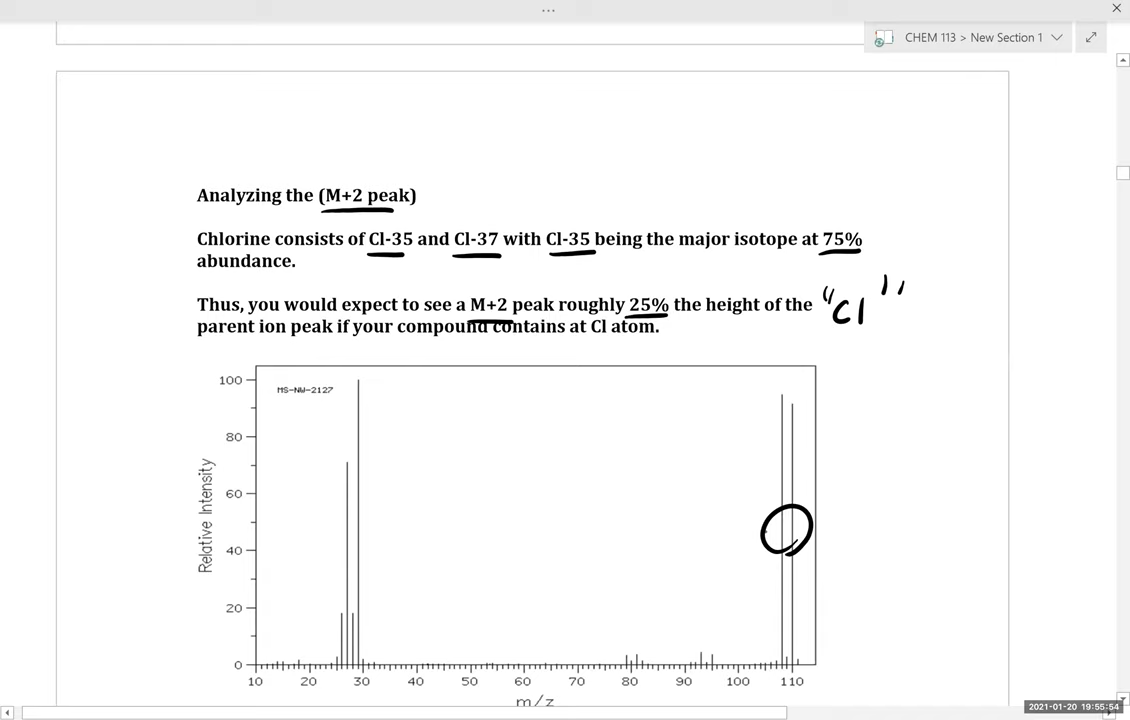 ...
CHEM 113 > New Section 1
Analyzing the (M+2 peak)
Chlorine consists of Cl-35 and Cl-37 with Cl-35 being the major isotope at 75%
abundance.
Thus, you would expect to see a M+2 peak roughly 25% the height of the
parent ion peak if your compound contains at Cl atom.
"Cl"
MS-NW-2127
Relative Intensity
100
80
60
40
20
0
10 20 30 40 50 60 70 80 90 100 110
m/z
2021-01-20 19:55:54